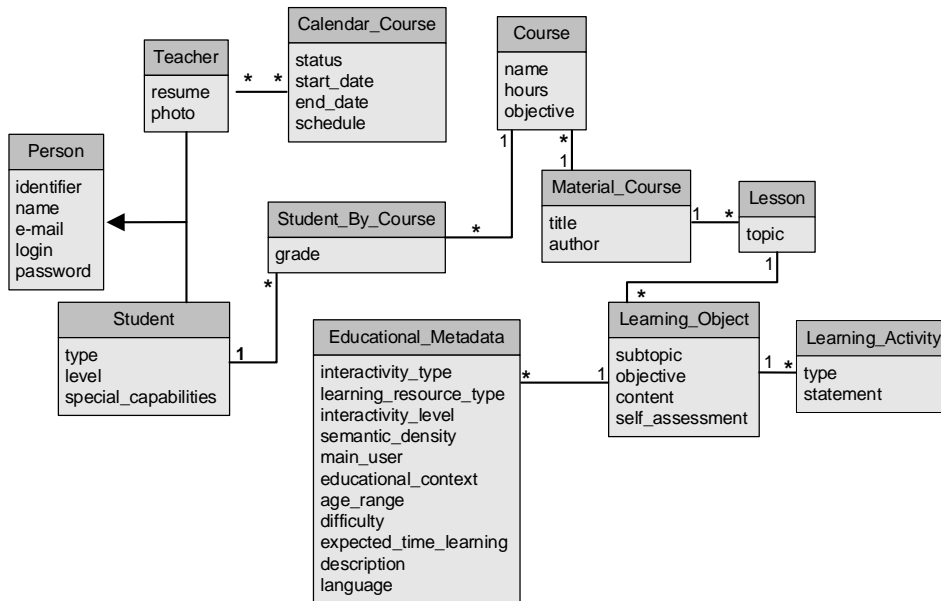 Calendar_Course
status
start_date
end_date
schedule
Course
name
hours
objective
Teacher
resume
photo
* *
Person
identifier
name
e-mail
login
password
1
*
1
Material_Course
title
author
1 *
Lesson
topic
1
Student_By_Course
grade
*
*
Student
type
level
special_capabilities
1
*
Educational_Metadata
interactivity_type
learning_resource_type
interactivity_level
semantic_density
main_user
educational_context
age_range
difficulty
expected_time_learning
description
language
* 1
Learning_Object
subtopic
objective
content
self_assessment
1 *
Learning_Activity
type
statement